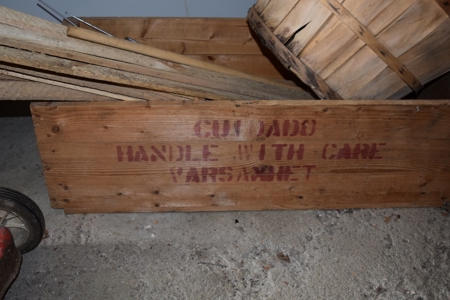 CUIDADO
HANDLE WITH CARE
VARSAMHET